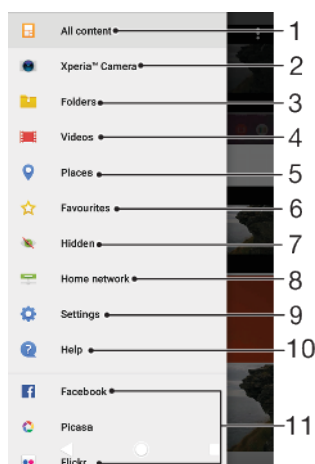 All content 1
Xperia™ Camera 2
Folders 3
Videos 4
Places 5
Favourites 6
Hidden 7
Home network 8
Settings 9
Help 10
Facebook
Picasa 11
Flickr